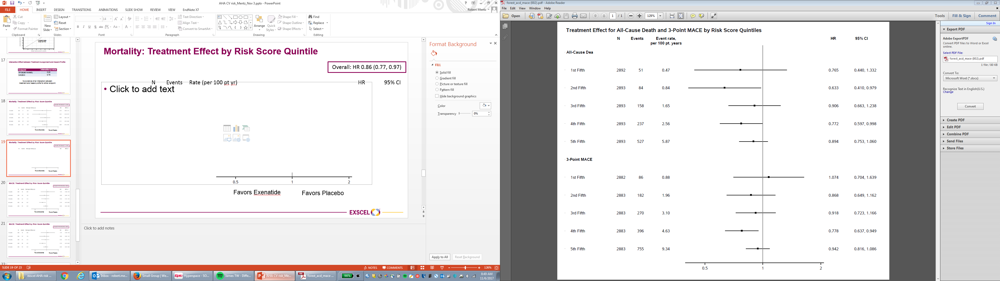 AHA CV risk_Mentz_Nov 3.pptx - PowerPoint
FILE HOME INSERT DESIGN TRANSITIONS ANIMATIONS SLIDE SHOW REVIEW VIEW EndNote X7
Robert Mentz
Paste
Cut
Copy
Format Painter
Clipboard
New Slide
Layout
Reset
Section
Slides
14
B I U S abc AV Aa A
Font
Text Direction
Align Text
Convert to SmartArt
Paragraph
Arrange
Quick Styles
Shape Fill
Shape Outline
Shape Effects
Drawing
Find
Replace
Select
Editing
17
Interaction Effect between Treatment Assignment and Hazard Profile
Endpoint Interaction p-value
All-cause mortality 0.20
MACE-3 0.79
No evidence of an interaction between
treatment and hazard profile for either endpoint
18
Mortality: Treatment Effect by Risk Score Quintile
Favors Exenatide Favors Placebo
19
Mortality: Treatment Effect by Risk Score Quintile
Favors Exenatide Favors Placebo
20
MACE: Treatment Effect by Risk Score Quintile
Favors Exenatide Favors Placebo
21
MACE: Treatment Effect by Risk Score Quintile
Favors Exenatide Favors Placebo
22
Mortality: Treatment Effect by Risk Score Quintile
Overall: HR 0.86 (0.77, 0.97)
N Events Rate (per 100 pt yr) HR 95% CI
• Click to add text
0.5 1 2
Favors Exenatide Favors Placebo
EXSCEL
Click to add notes
Format Background
FILL
Solid fill
Gradient fill
Picture or texture fill
Pattern fill
Hide background graphics
Color
Transparency 0%
Apply to All Reset Background
SLIDE 19 OF 23 NOTES COMMENTS 126%
exscel AHA risk ... Inbox - robert.me... Small Group | We... Epic Hyperspace - SO... James TW - Diffe... AHA CV risk_Me... forest_acd_mace ... 98%
8:49 AM
11/6/2017
forest_acd_mace (002).pdf - Adobe Reader
File Edit View Window Help
Open 1 / 1 129% Tools Fill & Sign Comment
Treatment Effect for All-Cause Death and 3-Point MACE by Risk Score Quintiles
N Events Event rate, HR 95% CI
per 100 pt. years
All-Cause Dea
1st Fifth 2892 51 0.47 0.765 0.440, 1.332
2nd Fifth 2893 84 0.84 0.633 0.410, 0.979
3rd Fifth 2893 158 1.65 0.906 0.663, 1.238
4th Fifth 2893 237 2.56 0.772 0.597, 0.998
5th Fifth 2893 527 5.87 0.894 0.753, 1.060
3-Point MACE
1st Fifth 2882 86 0.88 1.074 0.704, 1.639
2nd Fifth 2883 182 1.96 0.868 0.649, 1.162
3rd Fifth 2883 270 3.10 0.918 0.723, 1.166
4th Fifth 2883 396 4.63 0.778 0.637, 0.949
5th Fifth 2883 755 9.34 0.942 0.816, 1.086
0.5 1 2
Sign In
Export PDF
Adobe ExportPDF
Convert PDF files to Word or Excel
online.
Select PDF File:
forest_acd_mace (002).pdf
1 file / 80 KB
Convert To:
Microsoft Word (*.docx)
Recognize Text in English(U.S.)
Change
Convert
Create PDF
Edit PDF
Combine PDF
Send Files
Store Files